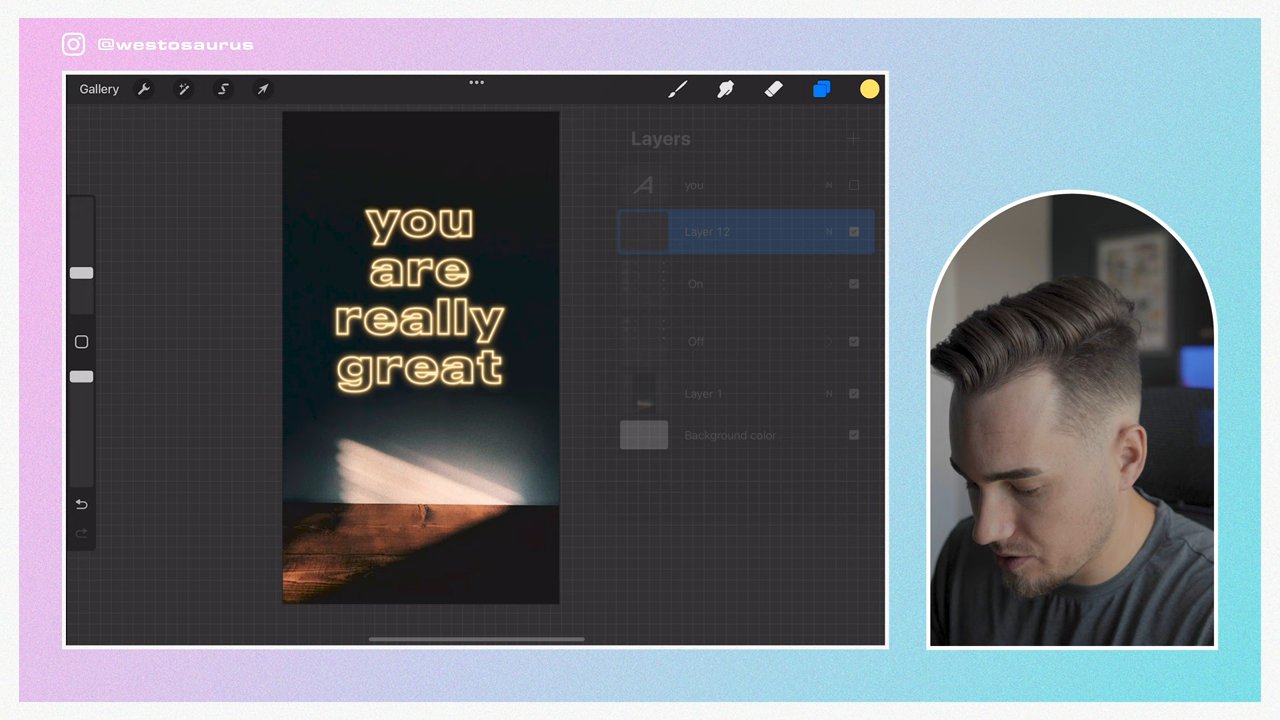 @westosaurus
Gallery
Layers
you
N
Layer 12
N
On
Off
Layer 1
N
Background color
you
are
really
great